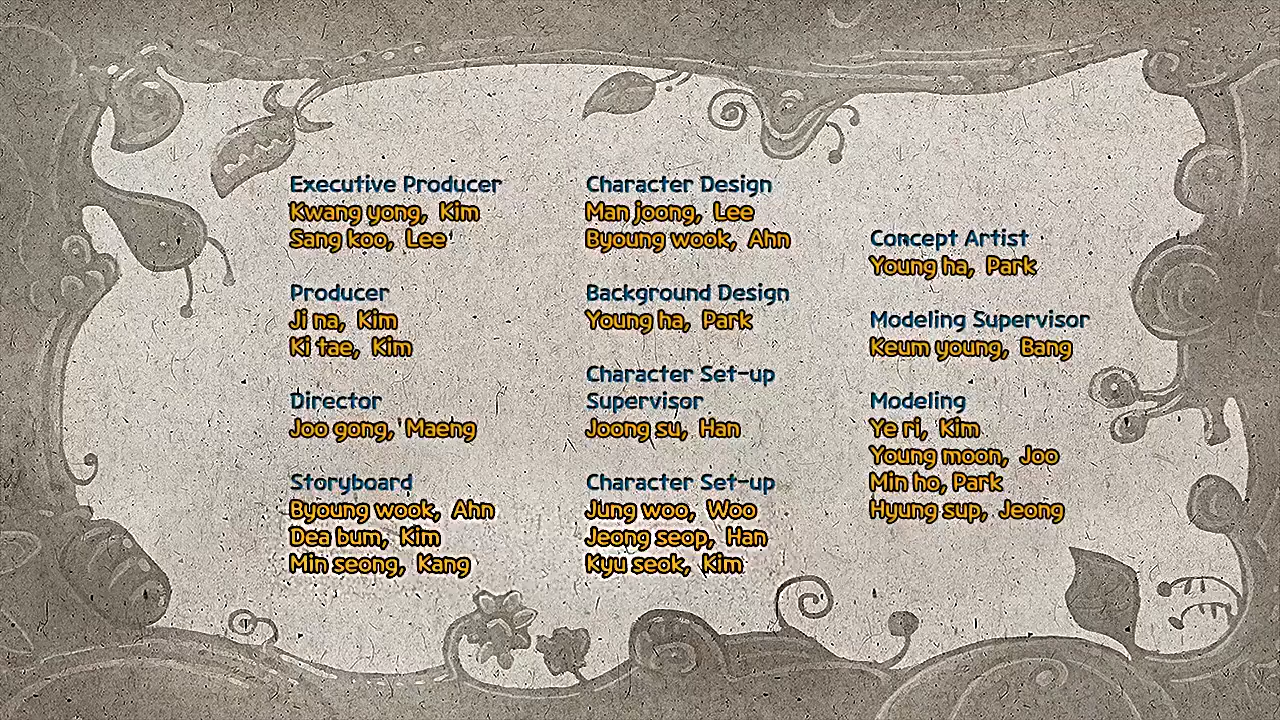 Executive Producer
Kwang yong, Kim
Sang koo, Lee
Producer
Ji na, Kim
Ki tae, Kim
Director
Joo gong, Maeng
Storyboard
Byoung wook, Ahn
Dea bum, Kim
Min seong, Kang
Character Design
Man joong, Lee
Byoung wook, Ahn
Background Design
Young ha, Park
Character Set-up
Supervisor
Joong su, Han
Character Set-up
Jung woo, Woo
Jeong seop, Han
Kyu seok, Kim
Concept Artist
Young ha, Park
Modeling Supervisor
Keum young, Bang
Modeling
Ye ri, Kim
Young moon, Joo
Min ho, Park
Hyung sup, Jeong